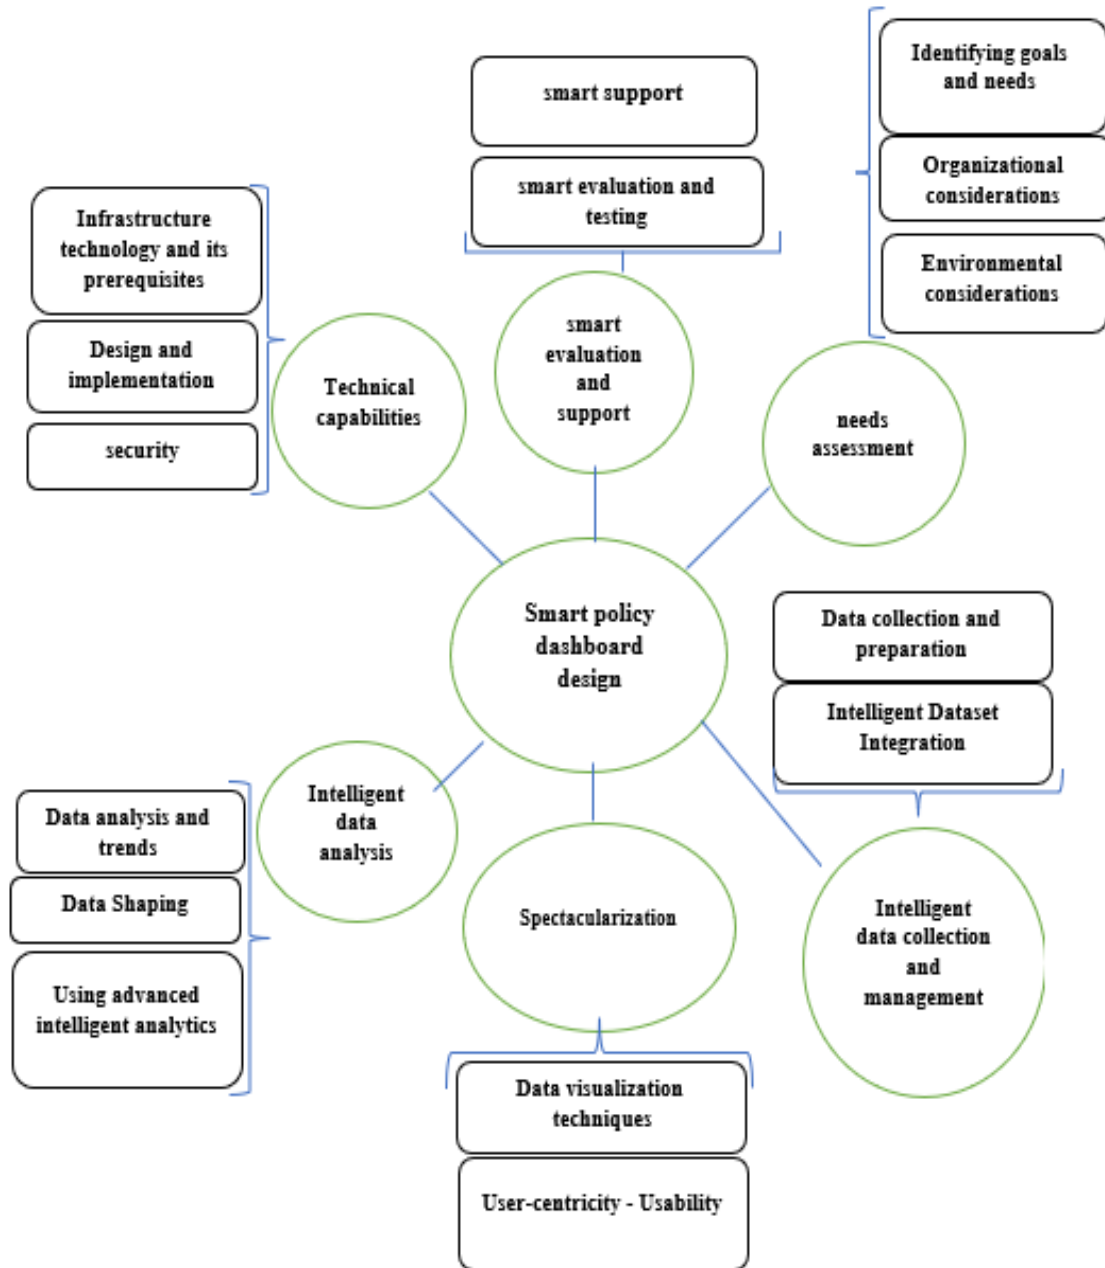 smart support
smart evaluation and
testing
Identifying goals
and needs
Organizational
considerations
Environmental
considerations
Infrastructure
technology and its
prerequisites
Design and
implementation
security
Technical
capabilities
smart
evaluation
and
support
needs
assessment
Smart policy
dashboard
design
Data collection and
preparation
Intelligent Dataset
Integration
Intelligent
data
analysis
Data analysis and
trends
Data Shaping
Using advanced
intelligent analytics
Spectacularization
Intelligent
data collection
and
management
Data visualization
techniques
User-centricity - Usability